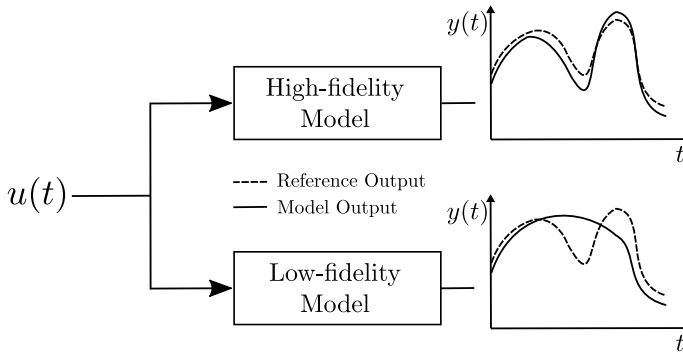 y(t)
High-fidelity
Model
t
u(t)
Reference Output
Model Output
y(t)
Low-fidelity
Model
t